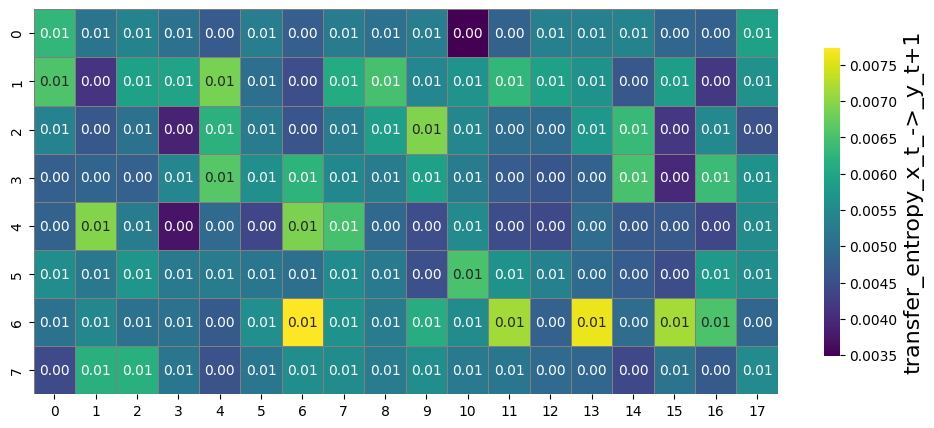 0 0.01 0.01 0.01 0.01 0.00 0.01 0.00 0.01 0.01 0.01 0.00 0.01 0.01 0.01 0.01 0.00 0.00 0.01
1 0.01 0.00 0.01 0.01 0.01 0.01 0.00 0.01 0.01 0.01 0.01 0.01 0.01 0.01 0.00 0.01 0.00 0.01
2 0.01 0.00 0.01 0.00 0.01 0.01 0.00 0.01 0.01 0.01 0.01 0.00 0.00 0.01 0.01 0.00 0.01 0.00
3 0.00 0.00 0.00 0.01 0.01 0.01 0.01 0.01 0.01 0.01 0.01 0.00 0.00 0.00 0.01 0.00 0.01 0.01
4 0.00 0.01 0.01 0.00 0.00 0.00 0.01 0.01 0.00 0.00 0.01 0.00 0.00 0.00 0.00 0.00 0.00 0.01
5 0.01 0.01 0.01 0.01 0.01 0.01 0.01 0.01 0.01 0.00 0.01 0.01 0.01 0.00 0.00 0.00 0.01 0.01
6 0.01 0.01 0.01 0.01 0.00 0.01 0.01 0.01 0.01 0.01 0.01 0.01 0.00 0.01 0.00 0.01 0.01 0.00
7 0.00 0.01 0.01 0.01 0.00 0.01 0.01 0.01 0.01 0.01 0.01 0.01 0.00 0.01 0.00 0.01 0.00 0.01
0 1 2 3 4 5 6 7 8 9 10 11 12 13 14 15 16 17
0.0075
0.0070
0.0065
0.0060
0.0055
0.0050
0.0045
0.0040
0.0035
transfer_entropy_x_t_->_y_t+1